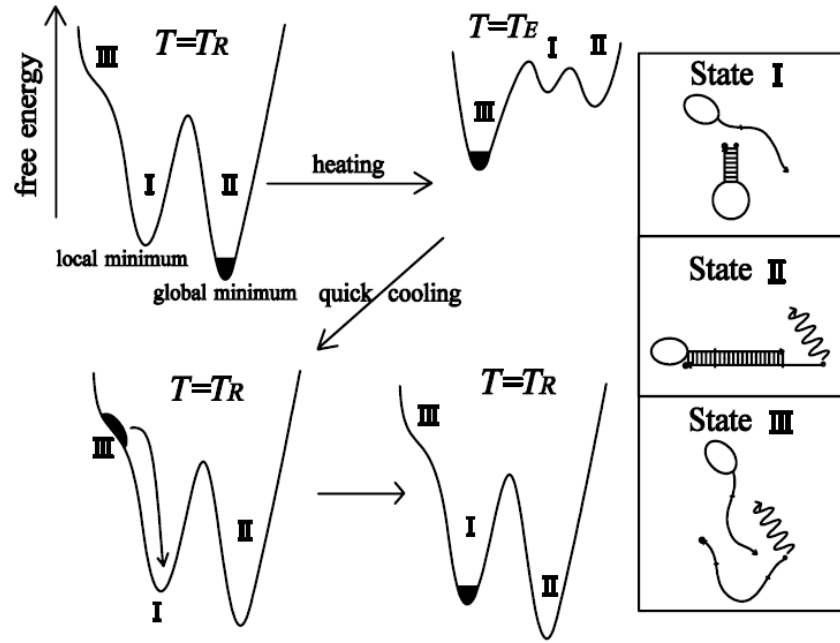 free energy
III
T=TR
I
II
local minimum
global minimum
heating
T=TE
I
II
III
quick cooling
T=TR
III
I
II
T=TR
III
I
II
State I
State II
State III